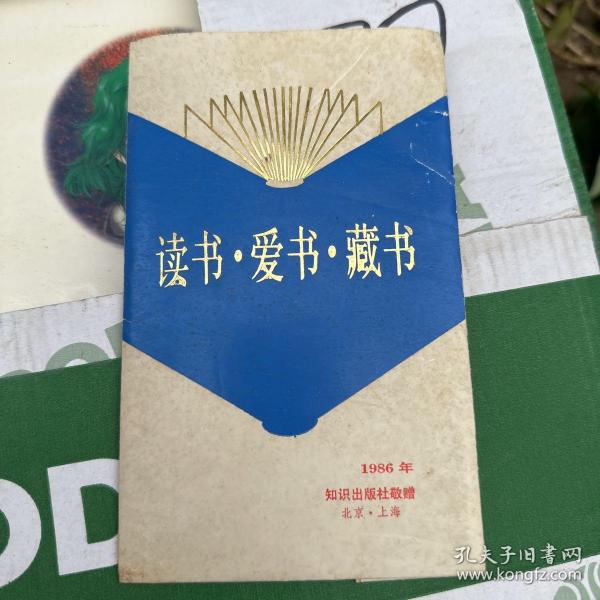 读书·爱书·藏书
1986年
知识出版社敬赠
北京·上海
OD
孔夫子旧书网
www.kongfz.com